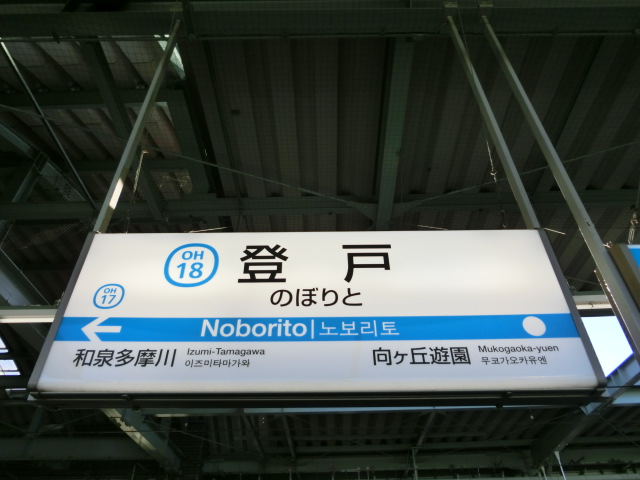 OH
18
登戸
のぼりと
OH
17
Noborito|노보리토
和泉多摩川
Izumi-Tamagawa
이즈미타마가와
向ヶ丘遊園
Mukogaoka-yuen
무코가오카유엔